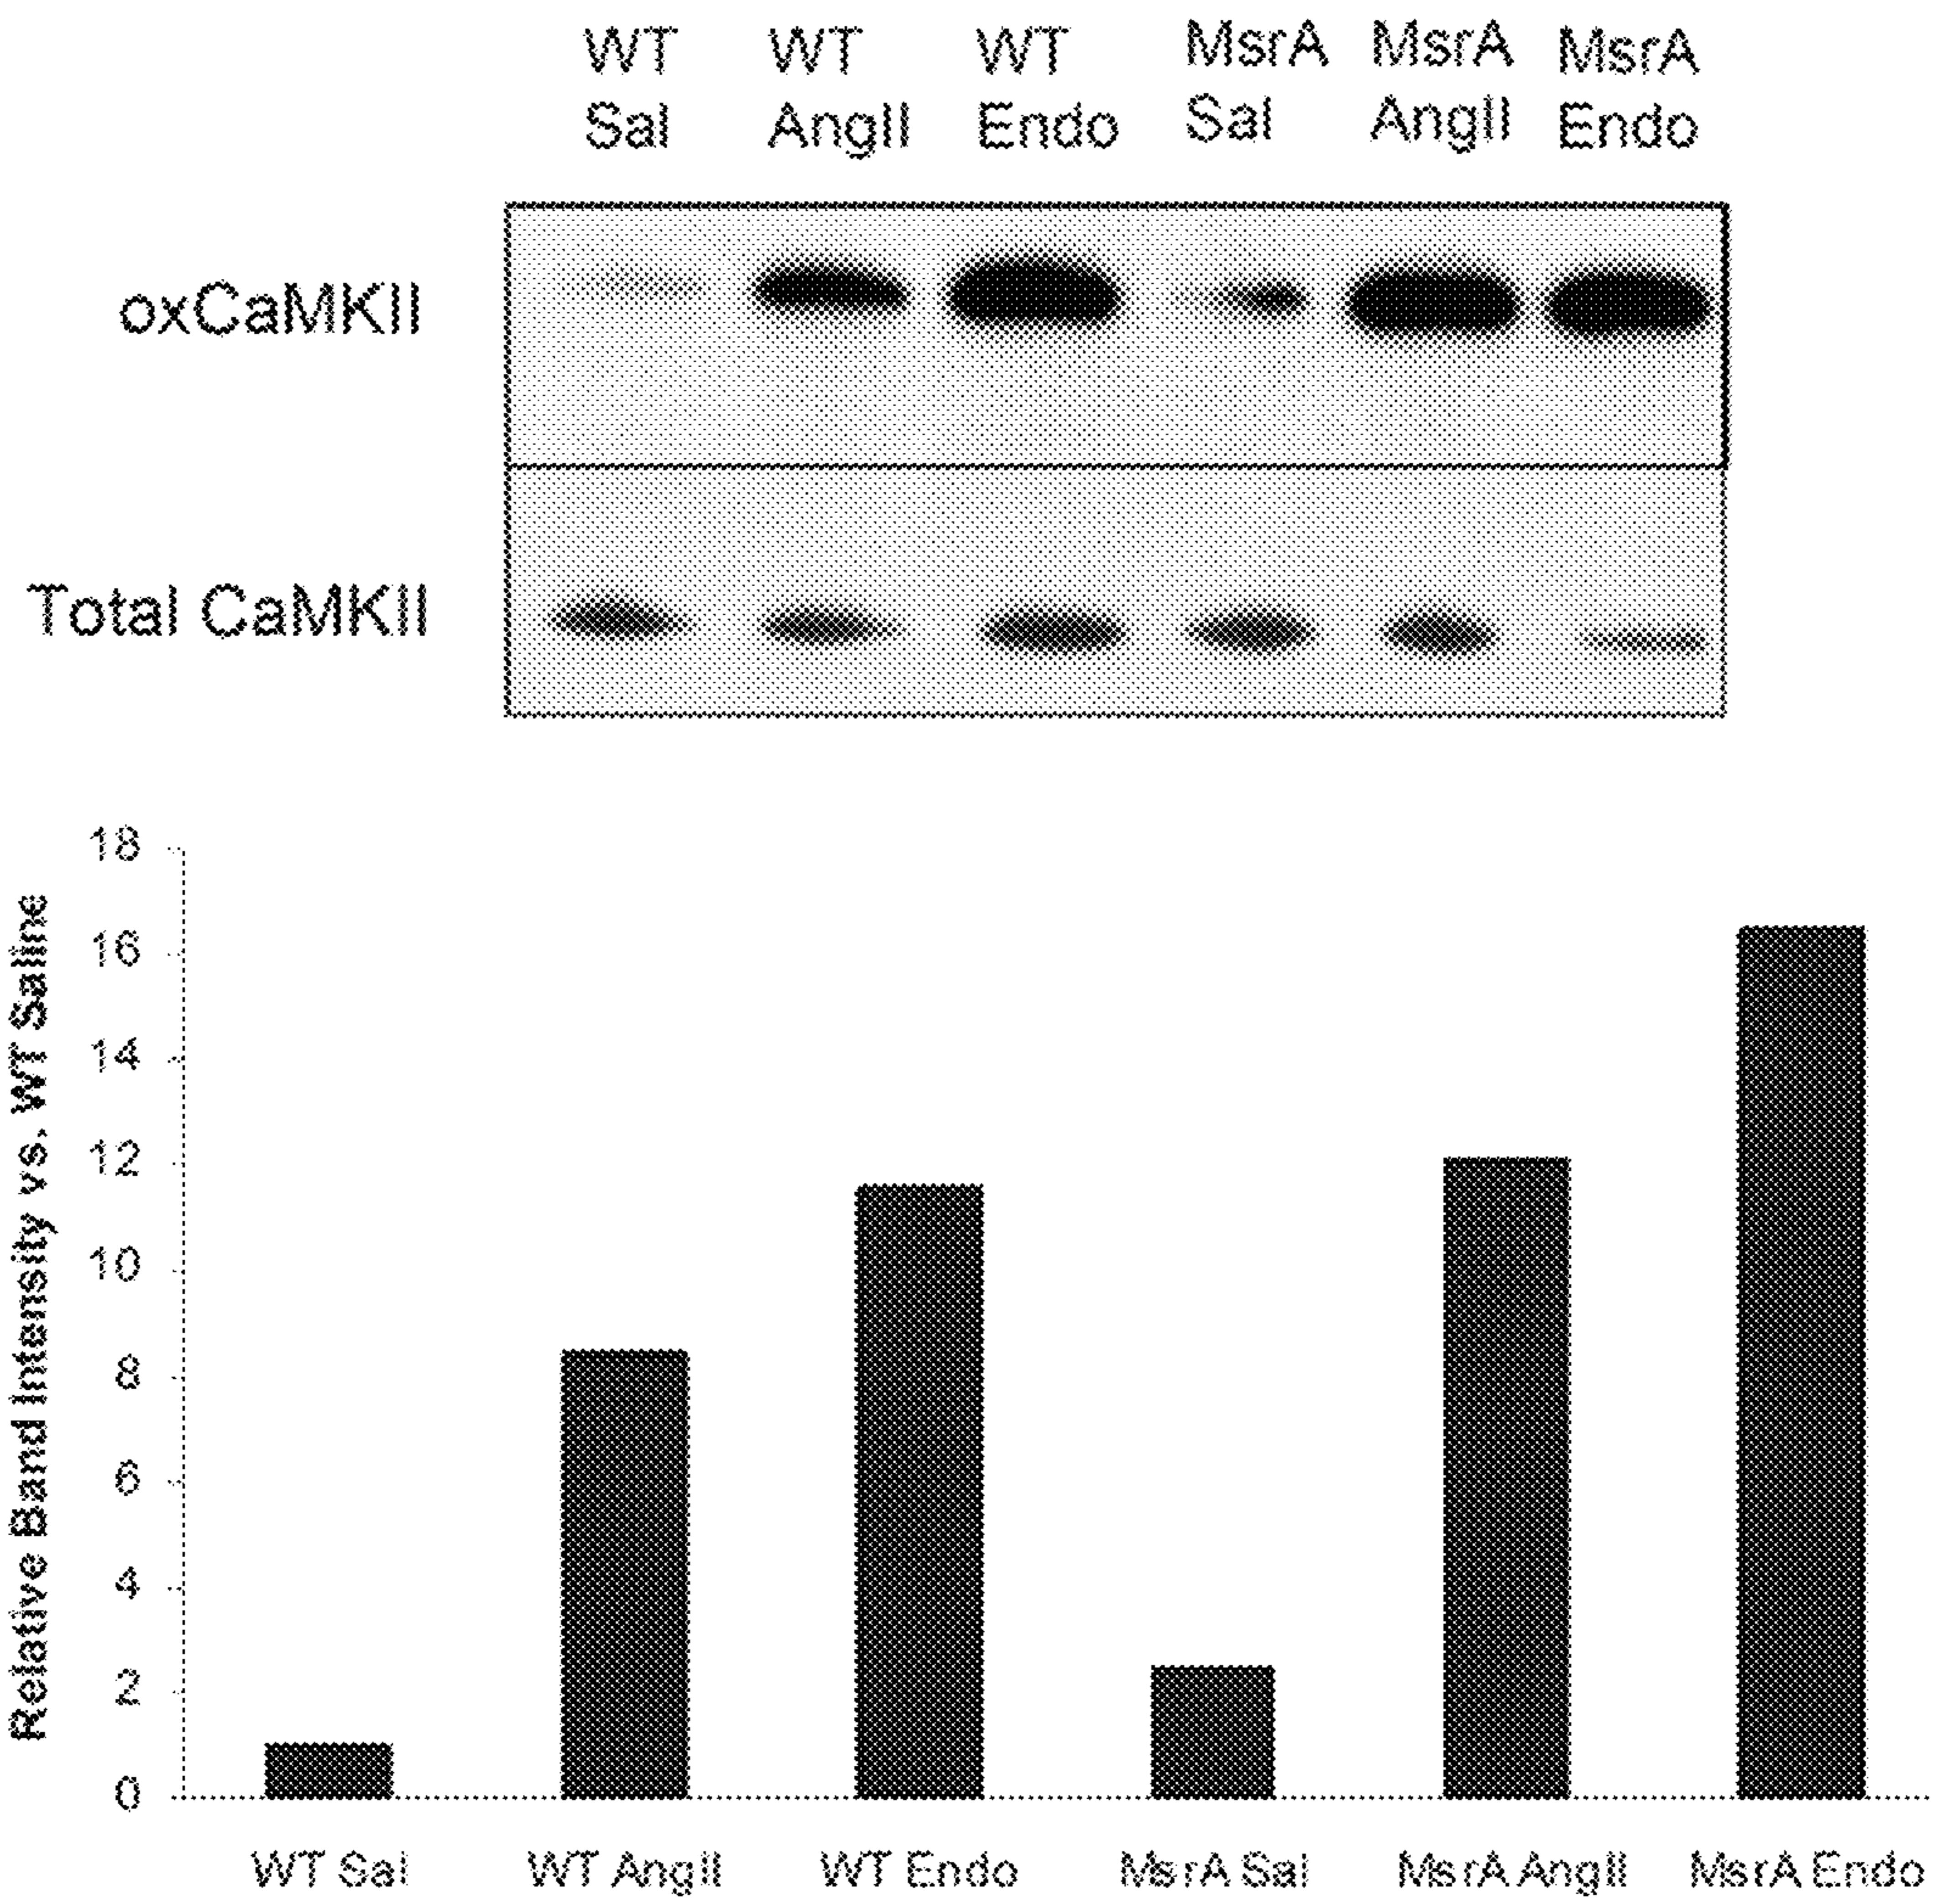 WT WT WT MsrA MsrA MsrA
Sal AngII Endo Sal AngII Endo
oxCaMKII
Total CaMKII
Relative Band Intensity vs. WT Saline
18
16
14
12
10
8
6
4
2
0
WT Sal WT AngII WT Endo MsrA Sal MsrA AngII MsrA Endo